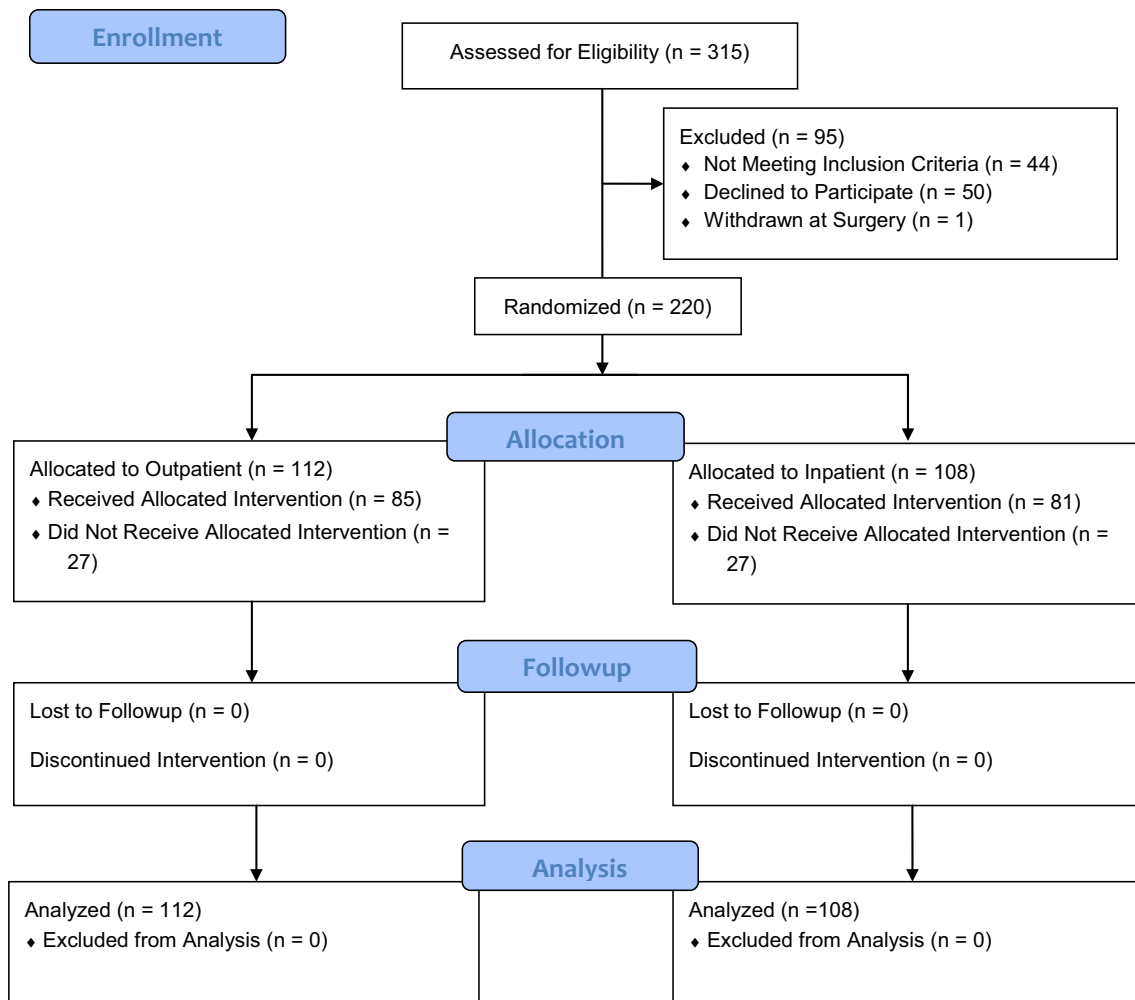 Enrollment
Assessed for Eligibility (n = 315)
Excluded (n = 95)
♦ Not Meeting Inclusion Criteria (n = 44)
♦ Declined to Participate (n = 50)
♦ Withdrawn at Surgery (n = 1)
Randomized (n = 220)
Allocation
Allocated to Outpatient (n = 112)
♦ Received Allocated Intervention (n = 85)
♦ Did Not Receive Allocated Intervention (n =
27)
Allocated to Inpatient (n = 108)
♦ Received Allocated Intervention (n = 81)
♦ Did Not Receive Allocated Intervention (n =
27)
Followup
Lost to Followup (n = 0)
Discontinued Intervention (n = 0)
Lost to Followup (n = 0)
Discontinued Intervention (n = 0)
Analysis
Analyzed (n = 112)
♦ Excluded from Analysis (n = 0)
Analyzed (n =108)
♦ Excluded from Analysis (n = 0)